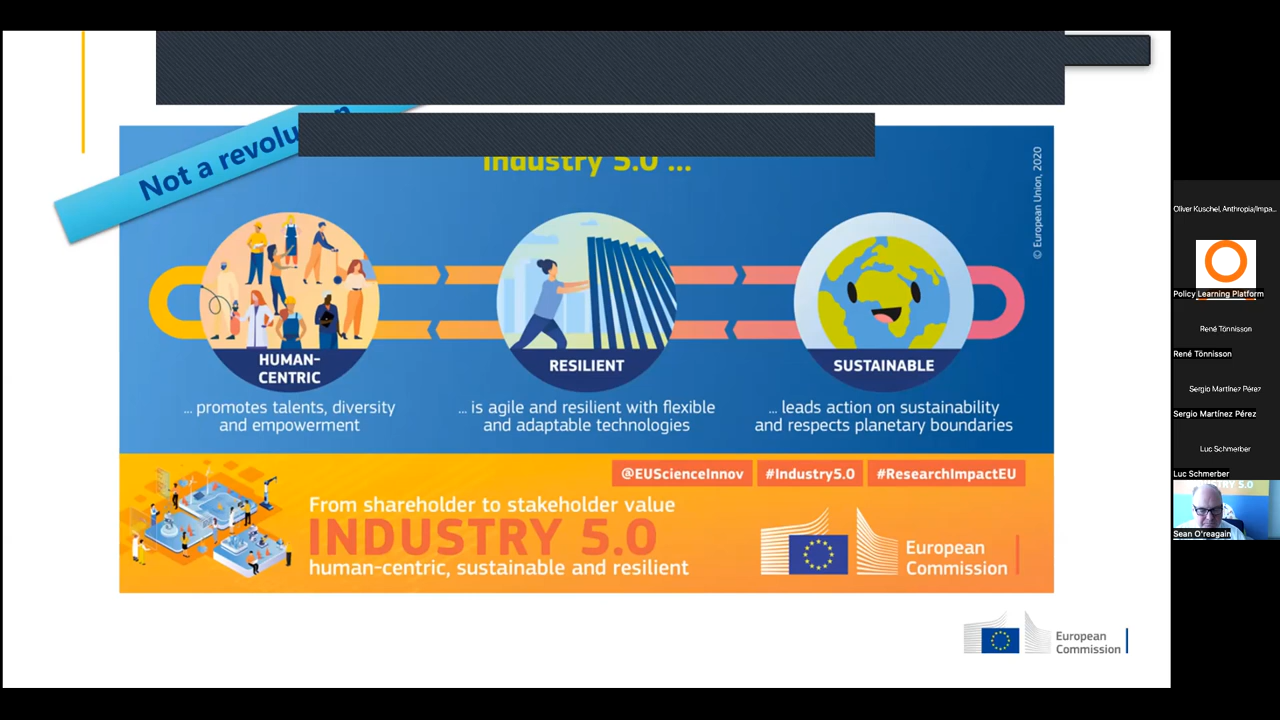 Not a
Industry 5.0 ...
© European Union, 2020
HUMAN-
CENTRIC
... promotes talents, diversity
and empowerment
RESILIENT
... is agile and resilient with flexible
and adaptable technologies
SUSTAINABLE
... leads action on sustainability
and respects planetary boundaries
@EUScienceInnov
#Industry5.0
#ResearchImpactEU
From shareholder to stakeholder value
INDUSTRY 5.0
human-centric, sustainable and resilient
European
Commission
European
Commission
Oliver Kuschel, Anthropia/Impa...
Policy Learning Platform
René Tönnisson
René Tönnisson
Sergio Martínez Pérez
Sergio Martínez Pérez
Luc Schmerber
Luc Schmerber
5.0
Sean O'reagain